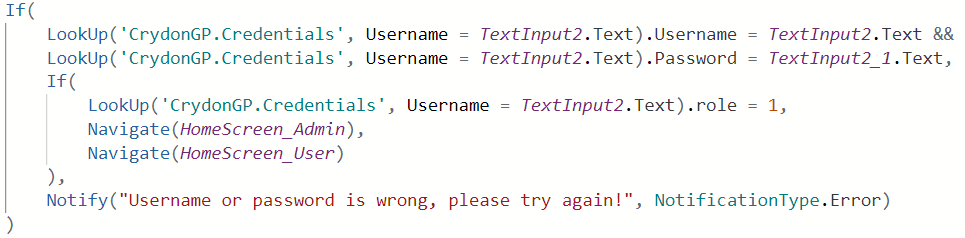 If(
LookUp('CrydonGP.Credentials', Username = TextInput2.Text).Username = TextInput2.Text &&
LookUp('CrydonGP.Credentials', Username = TextInput2.Text).Password = TextInput2_1.Text,
If(
LookUp('CrydonGP.Credentials', Username = TextInput2.Text).role = 1,
Navigate(HomeScreen_Admin),
Navigate(HomeScreen_User)
),
Notify("Username or password is wrong, please try again!", NotificationType.Error)
)